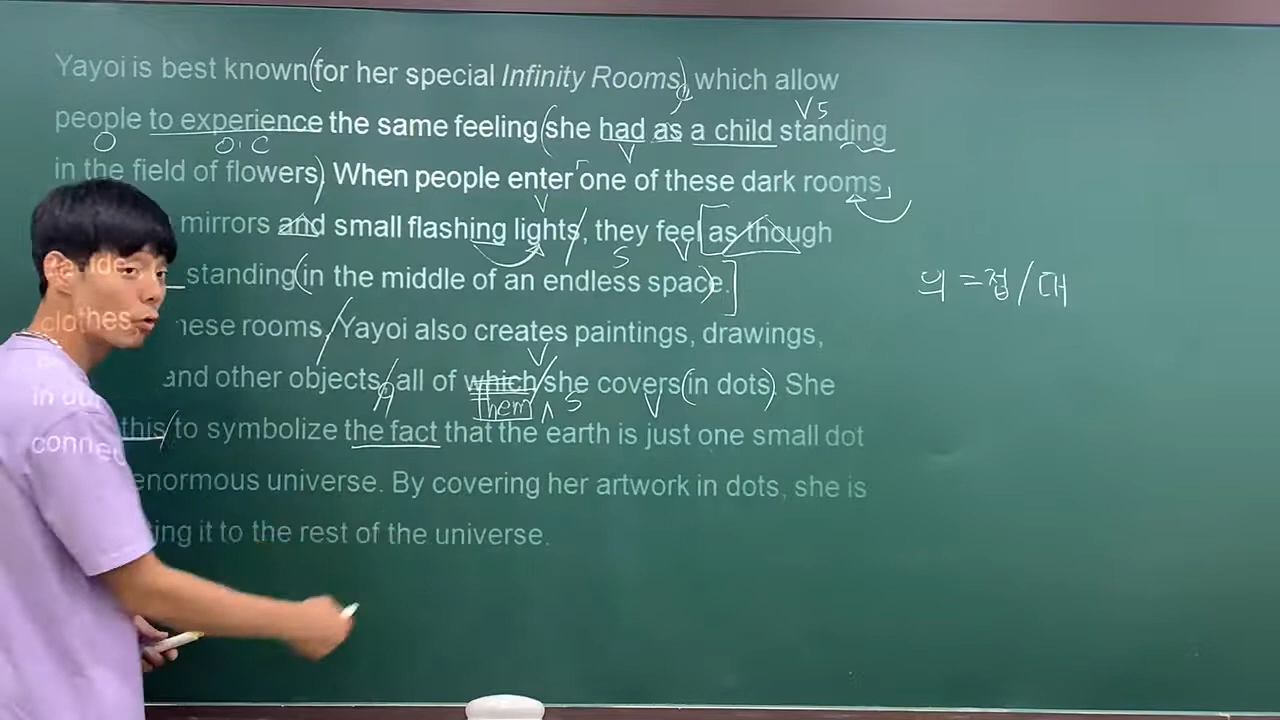 Yayoi is best known (for her special Infinity Rooms), which allow
V S
people to experience the same feeling (she had as a child standing
O O.C V
in the field of flowers). When people enter one of these dark rooms,
V
mirrors and small flashing lights, they feel [as though
S V
standing (in the middle of an endless space).]
의 = 접 / 대
clothes
these rooms, Yayoi also creates paintings, drawings,
V
in and other objects, all of which / she covers (in dots). She
them S V
this to symbolize the fact that the earth is just one small dot
enormous universe. By covering her artwork in dots, she is
it to the rest of the universe.